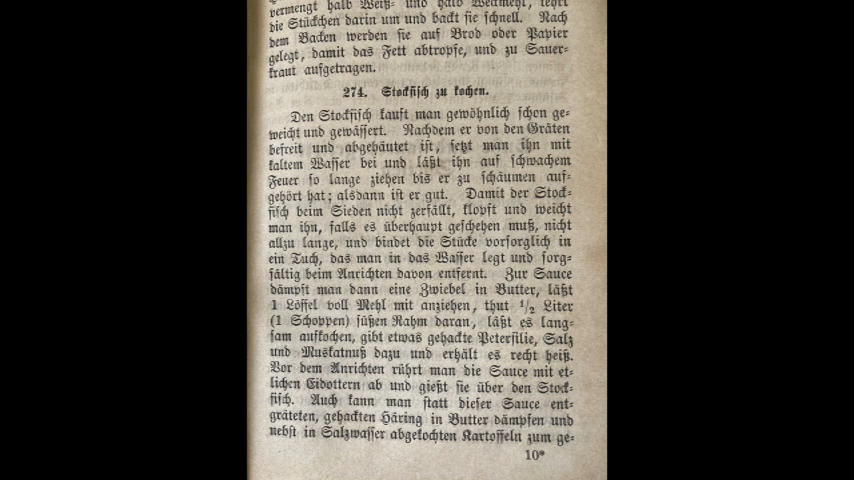 vermengt halb Weiß- und halb Weckmehl, kehrt
die Stückchen darin um und backt sie schnell. Nach
dem Backen werden sie auf Brod oder Papier
gelegt, damit das Fett abtropfe, und zu Sauer-
kraut aufgetragen.
274. Stockfisch zu kochen.
Den Stockfisch kauft man gewöhnlich schon ge-
weicht und gewässert. Nachdem er von den Gräten
befreit und abgehäutet ist, setzt man ihn mit
kaltem Wasser bei und läßt ihn auf schwachem
Feuer so lange ziehen bis er zu schäumen auf-
gehört hat; alsdann ist er gut. Damit der Stock-
fisch beim Sieden nicht zerfällt, klopft und weicht
man ihn, falls es überhaupt geschehen muß, nicht
allzu lange, und bindet die Stücke vorsorglich in
ein Tuch, das man in das Wasser legt und sorg-
fältig beim Anrichten davon entfernt. Zur Sauce
dämpft man dann eine Zwiebel in Butter, läßt
1 Löffel voll Mehl mit anziehen, thut 1/2 Liter
(1 Schoppen) süßen Rahm daran, läßt es lang-
sam aufkochen, gibt etwas gehackte Petersilie, Salz
und Muskatnuß dazu und erhält es recht heiß.
Vor dem Anrichten rührt man die Sauce mit et-
lichen Eidottern ab und gießt sie über den Stock-
fisch. Auch kann man statt dieser Sauce ent-
gräteten, gehackten Häring in Butter dämpfen und
nebst in Salzwasser abgekochten Kartoffeln zum ge-
10*